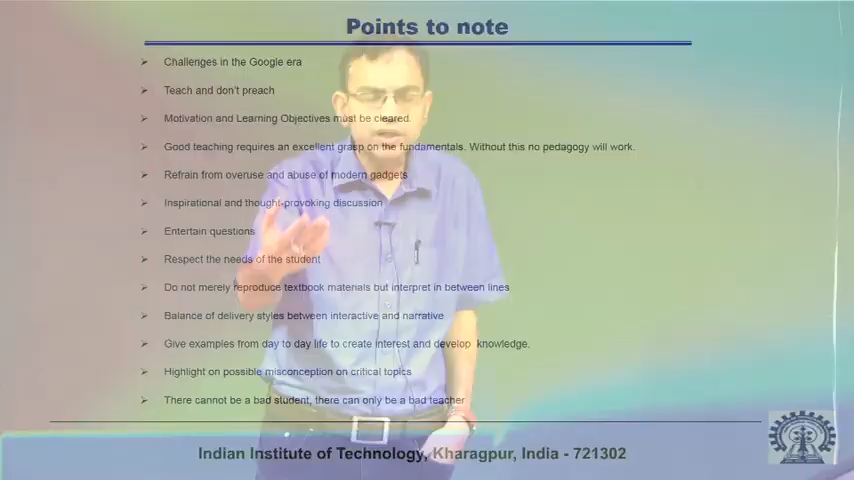 Points to note
Challenges in the Google era
Teach and don't preach
Motivation and Learning Objectives must be cleared.
Good teaching requires an excellent grasp on the fundamentals. Without this no pedagogy will work.
Refrain from overuse and abuse of modern gadgets
Inspirational and thought-provoking discussion
Entertain questions
Respect the needs of the student
Do not merely reproduce textbook materials but interpret in between lines
Balance of delivery styles between interactive and narrative
Give examples from day to day life to create interest and develop knowledge.
Highlight on possible misconception on critical topics
There cannot be a bad student, there can only be a bad teacher
Indian Institute of Technology, Kharagpur, India - 721302